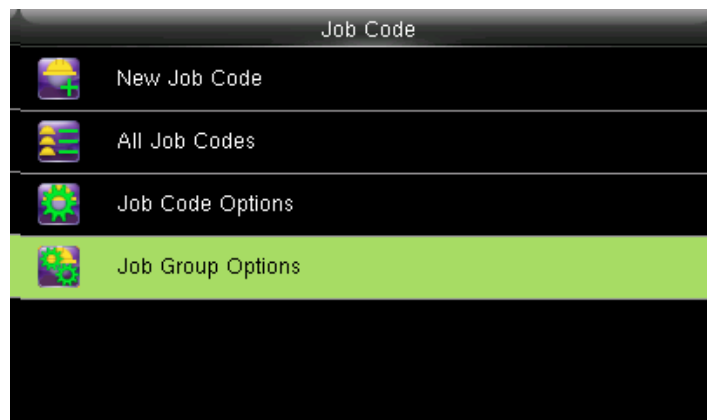 Job Code
New Job Code
All Job Codes
Job Code Options
Job Group Options